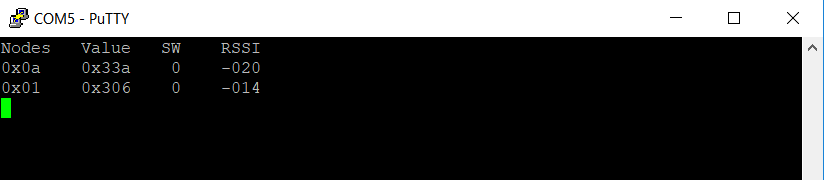 COM5 - PuTTY
Nodes   Value   SW    RSSI
0x0a    0x33a    0    -020
0x01    0x306    0    -014